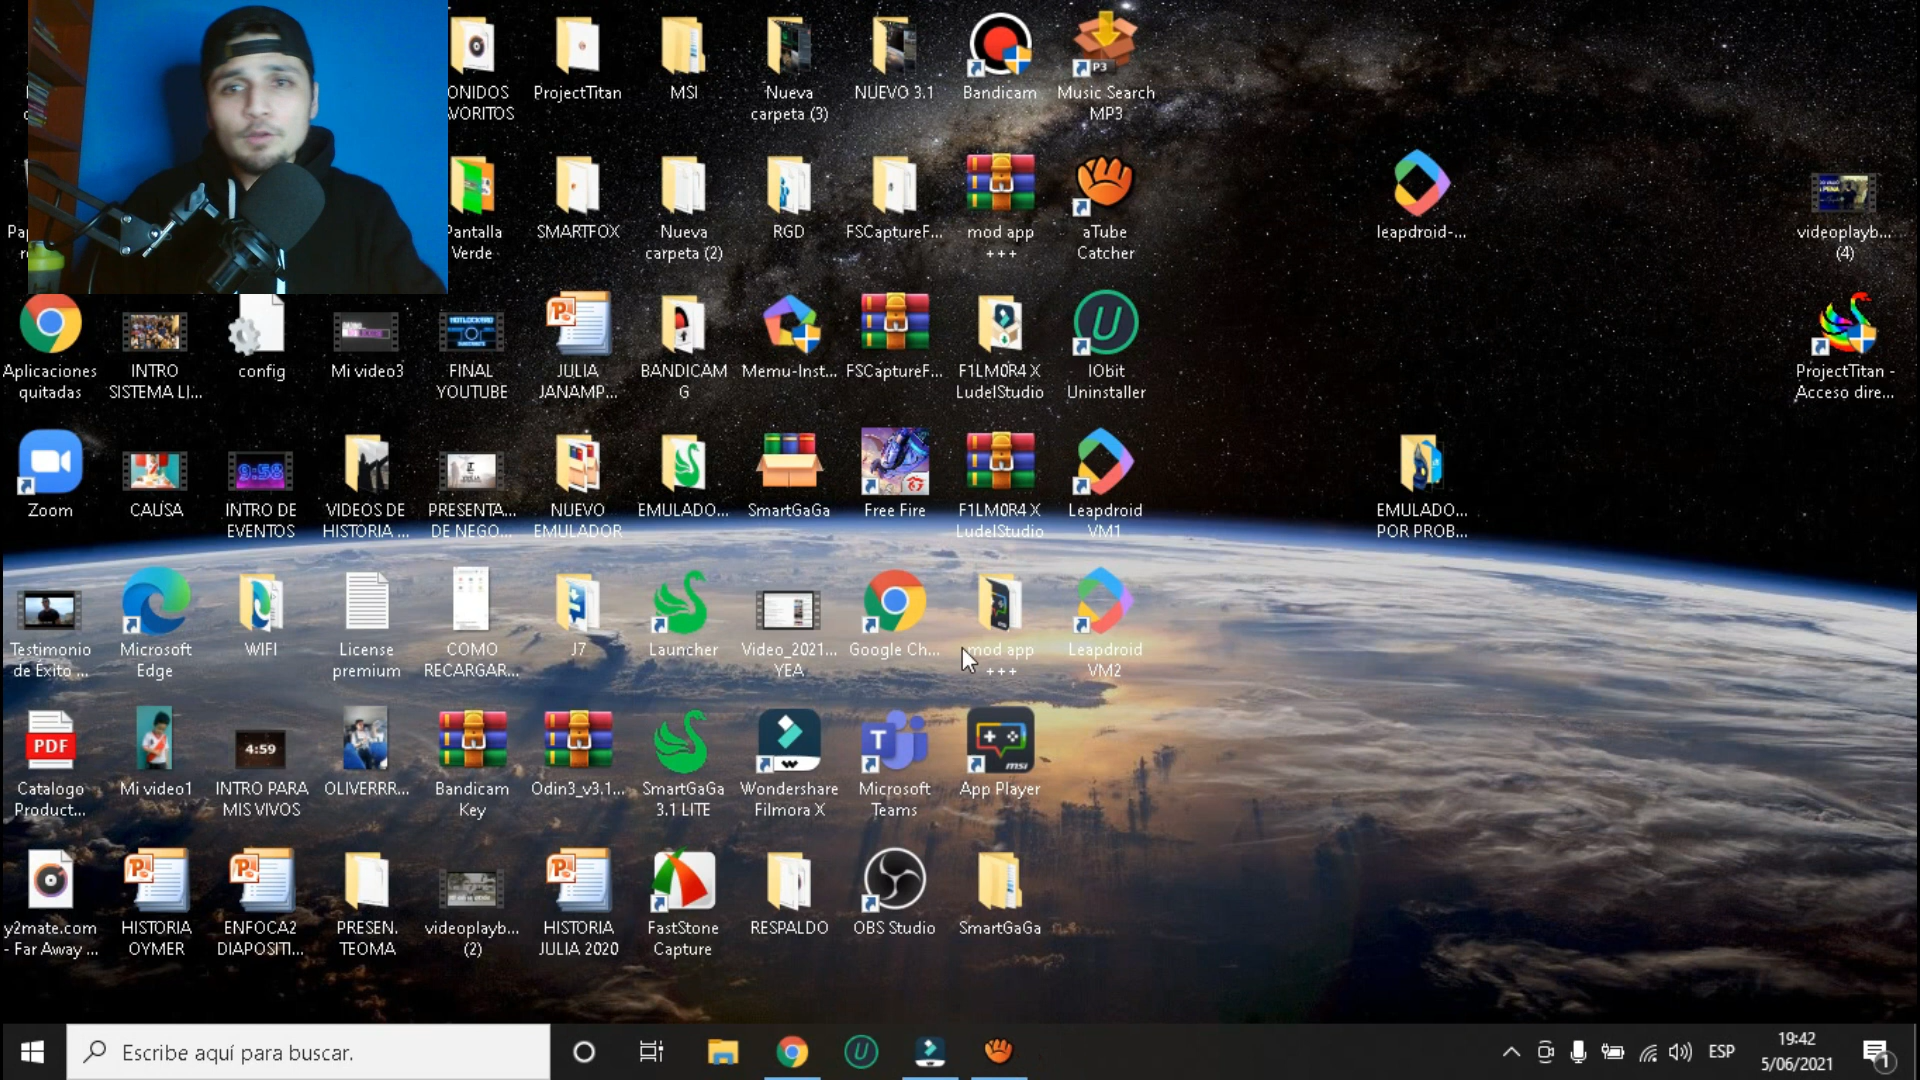 ONIDOS
VORITOS
ProjectTitan
MSI
Nueva
carpeta (3)
NUEVO 3.1
Bandicam
P3
Music Search
MP3
Pantalla
Verde
SMARTFOX
Nueva
carpeta (2)
RGD
FSCaptureF...
mod app
+++
aTube
Catcher
leapdroid-...
videoplayb...
(4)
Aplicaciones
quitadas
INTRO
SISTEMA LI...
config
Mi video3
FINAL
YOUTUBE
JULIA
JANAMP...
BANDICAM
G
Memu-Inst...
FSCaptureF...
F1LM0R4 X
LudelStudio
IObit
Uninstaller
ProjectTitan -
Acceso dire...
Zoom
CAUSA
9:58
INTRO DE
EVENTOS
VIDEOS DE
HISTORIA ...
PRESENTA...
DE NEGO...
NUEVO
EMULADOR
EMULADO...
SmartGaGa
Free Fire
F1LM0R4 X
LudelStudio
Leapdroid
VM1
EMULADO...
POR PROB...
Testimonio
de Éxito ...
Microsoft
Edge
WIFI
License
premium
COMO
RECARGAR...
J7
Launcher
Video_2021...
YEA
Google Ch...
mod app
+++
Leapdroid
VM2
PDF
Catalogo
Product...
Mi video1
4:59
INTRO PARA
MIS VIVOS
OLIVERRR...
Bandicam
Key
Odin3_v3.1...
SmartGaGa
3.1 LITE
Wondershare
Filmora X
Microsoft
Teams
msi
App Player
y2mate.com
- Far Away ...
HISTORIA
OYMER
ENFOCA2
DIAPOSITI...
PRESEN.
TEOMA
videoplayb...
(2)
HISTORIA
JULIA 2020
FastStone
Capture
RESPALDO
OBS Studio
SmartGaGa
Escribe aquí para buscar.
ESP
19:42
5/06/2021
1